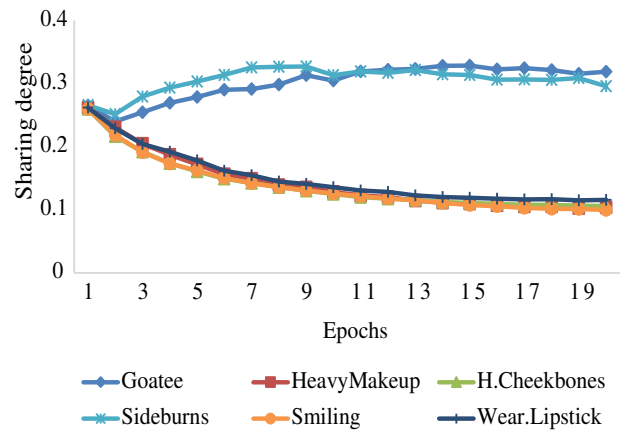 0.4
0.3
0.2
0.1
0
Sharing degree
1 3 5 7 9 11 13 15 17 19
Epochs
Goatee HeavyMakeup H.Cheekbones
Sideburns Smiling Wear.Lipstick